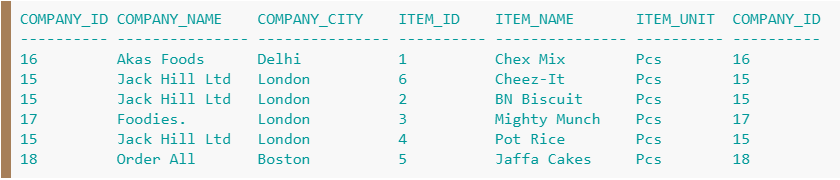 COMPANY_ID COMPANY_NAME    COMPANY_CITY    ITEM_ID    ITEM_NAME       ITEM_UNIT  COMPANY_ID
---------- --------------- --------------- ---------- --------------- ---------- ----------
16         Akas Foods      Delhi           1          Chex Mix        Pcs        16
15         Jack Hill Ltd   London          6          Cheez-It        Pcs        15
15         Jack Hill Ltd   London          2          BN Biscuit      Pcs        15
17         Foodies.        London          3          Mighty Munch    Pcs        17
15         Jack Hill Ltd   London          4          Pot Rice        Pcs        15
18         Order All       Boston          5          Jaffa Cakes     Pcs        18